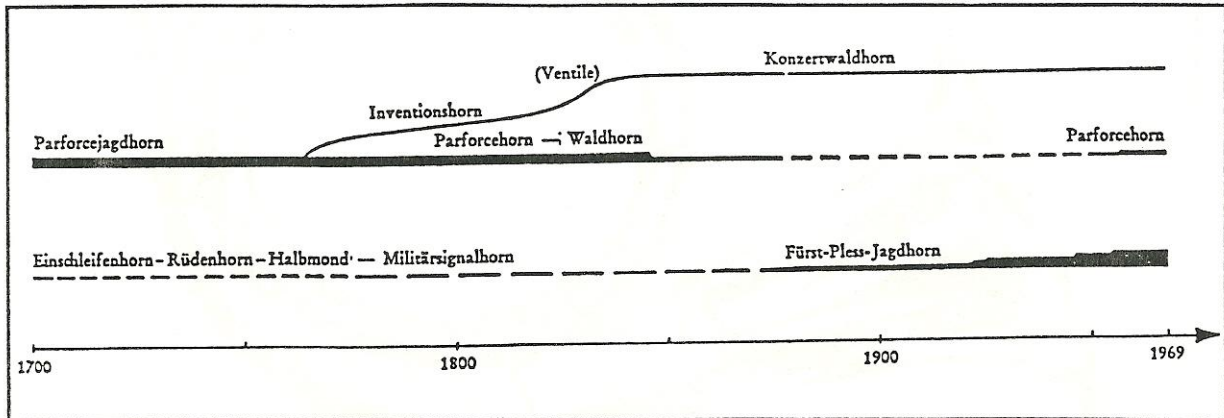 Konzertwaldhorn
(Ventile)
Inventionshorn
Parforcejagdhorn
Parforcehorn — Waldhorn
Parforcehorn
Einschleifenhorn-Rüdenhorn-Halbmond — Militärsignalhorn
Fürst-Pless-Jagdhorn
1700
1800
1900
1969